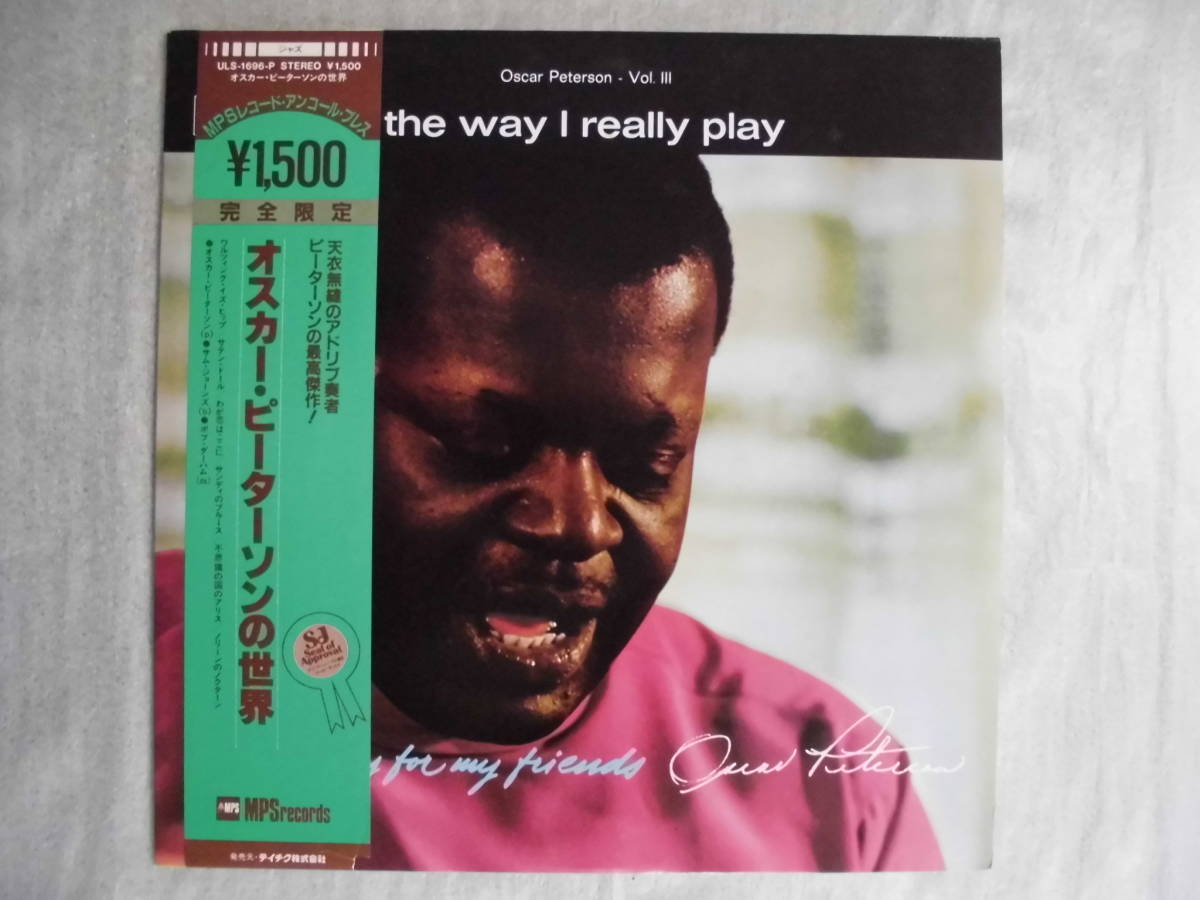 ジャズ
ULS-1696-P STEREO ¥1,500
オスカー・ピーターソンの世界
MPSレコード・アンコール・プレス
¥1,500
完全限定
天衣無縫のアドリブ奏者
ピーターソンの最高傑作!
オスカー・ピーターソンの世界
ワルツィング・イズ・ヒップ サテン・ドール わが恋はここに サンディのブルース 不思議の国のアリス ノリーンのノクターン
●オスカー・ピーターソン(p)●サム・ジョーンズ(b)●ボブ・ダーハム(ds)
SJ
Seal of
Approval
MPS MPSrecords
発売元・テイチク株式会社
Oscar Peterson - Vol. III
the way I really play
for my friends Oscar Peterson